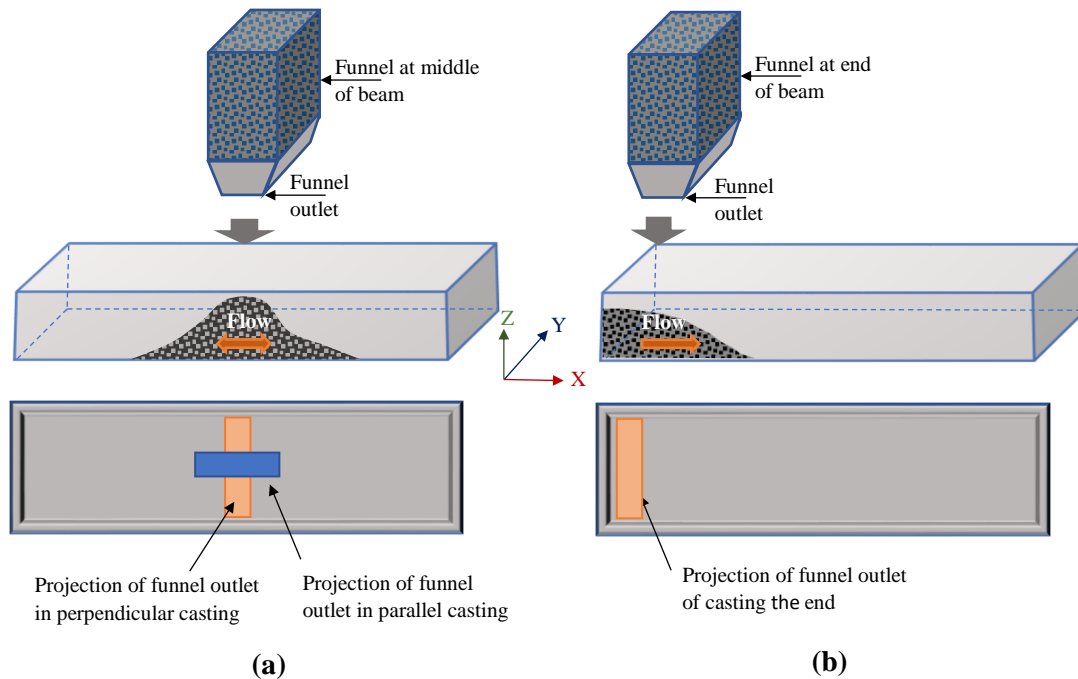 Funnel at middle
of beam
Funnel
outlet
Flow
Projection of funnel outlet
in perpendicular casting
Projection of funnel
outlet in parallel casting
(a)
Z
Y
X
Funnel at end
of beam
Funnel
outlet
Flow
Projection of funnel outlet
of casting the end
(b)